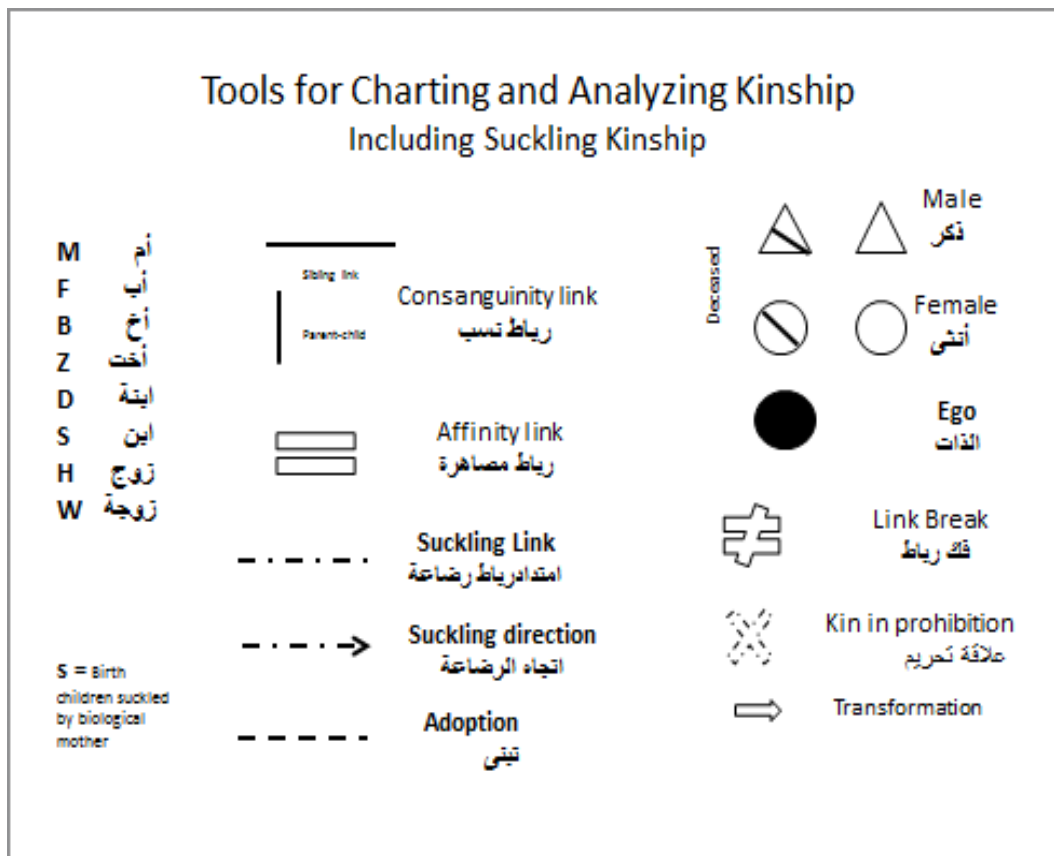 Tools for Charting and Analyzing Kinship
Including Suckling Kinship
M أم
F أب
B أخ
Z أخت
D ابنة
S ابن
H زوج
W زوجة
S = Birth
children suckled
by biological
mother
Sibling link
Parent-child
Consanguinity link
رباط نسب
Affinity link
رباط مصاهرة
Suckling Link
امتدادرباط رضاعة
Suckling direction
اتجاه الرضاعة
Adoption
تبنى
Deceased
Male
ذكر
Female
أنثى
Ego
الذات
Link Break
فك رباط
Kin in prohibition
علاقة تحريم
Transformation